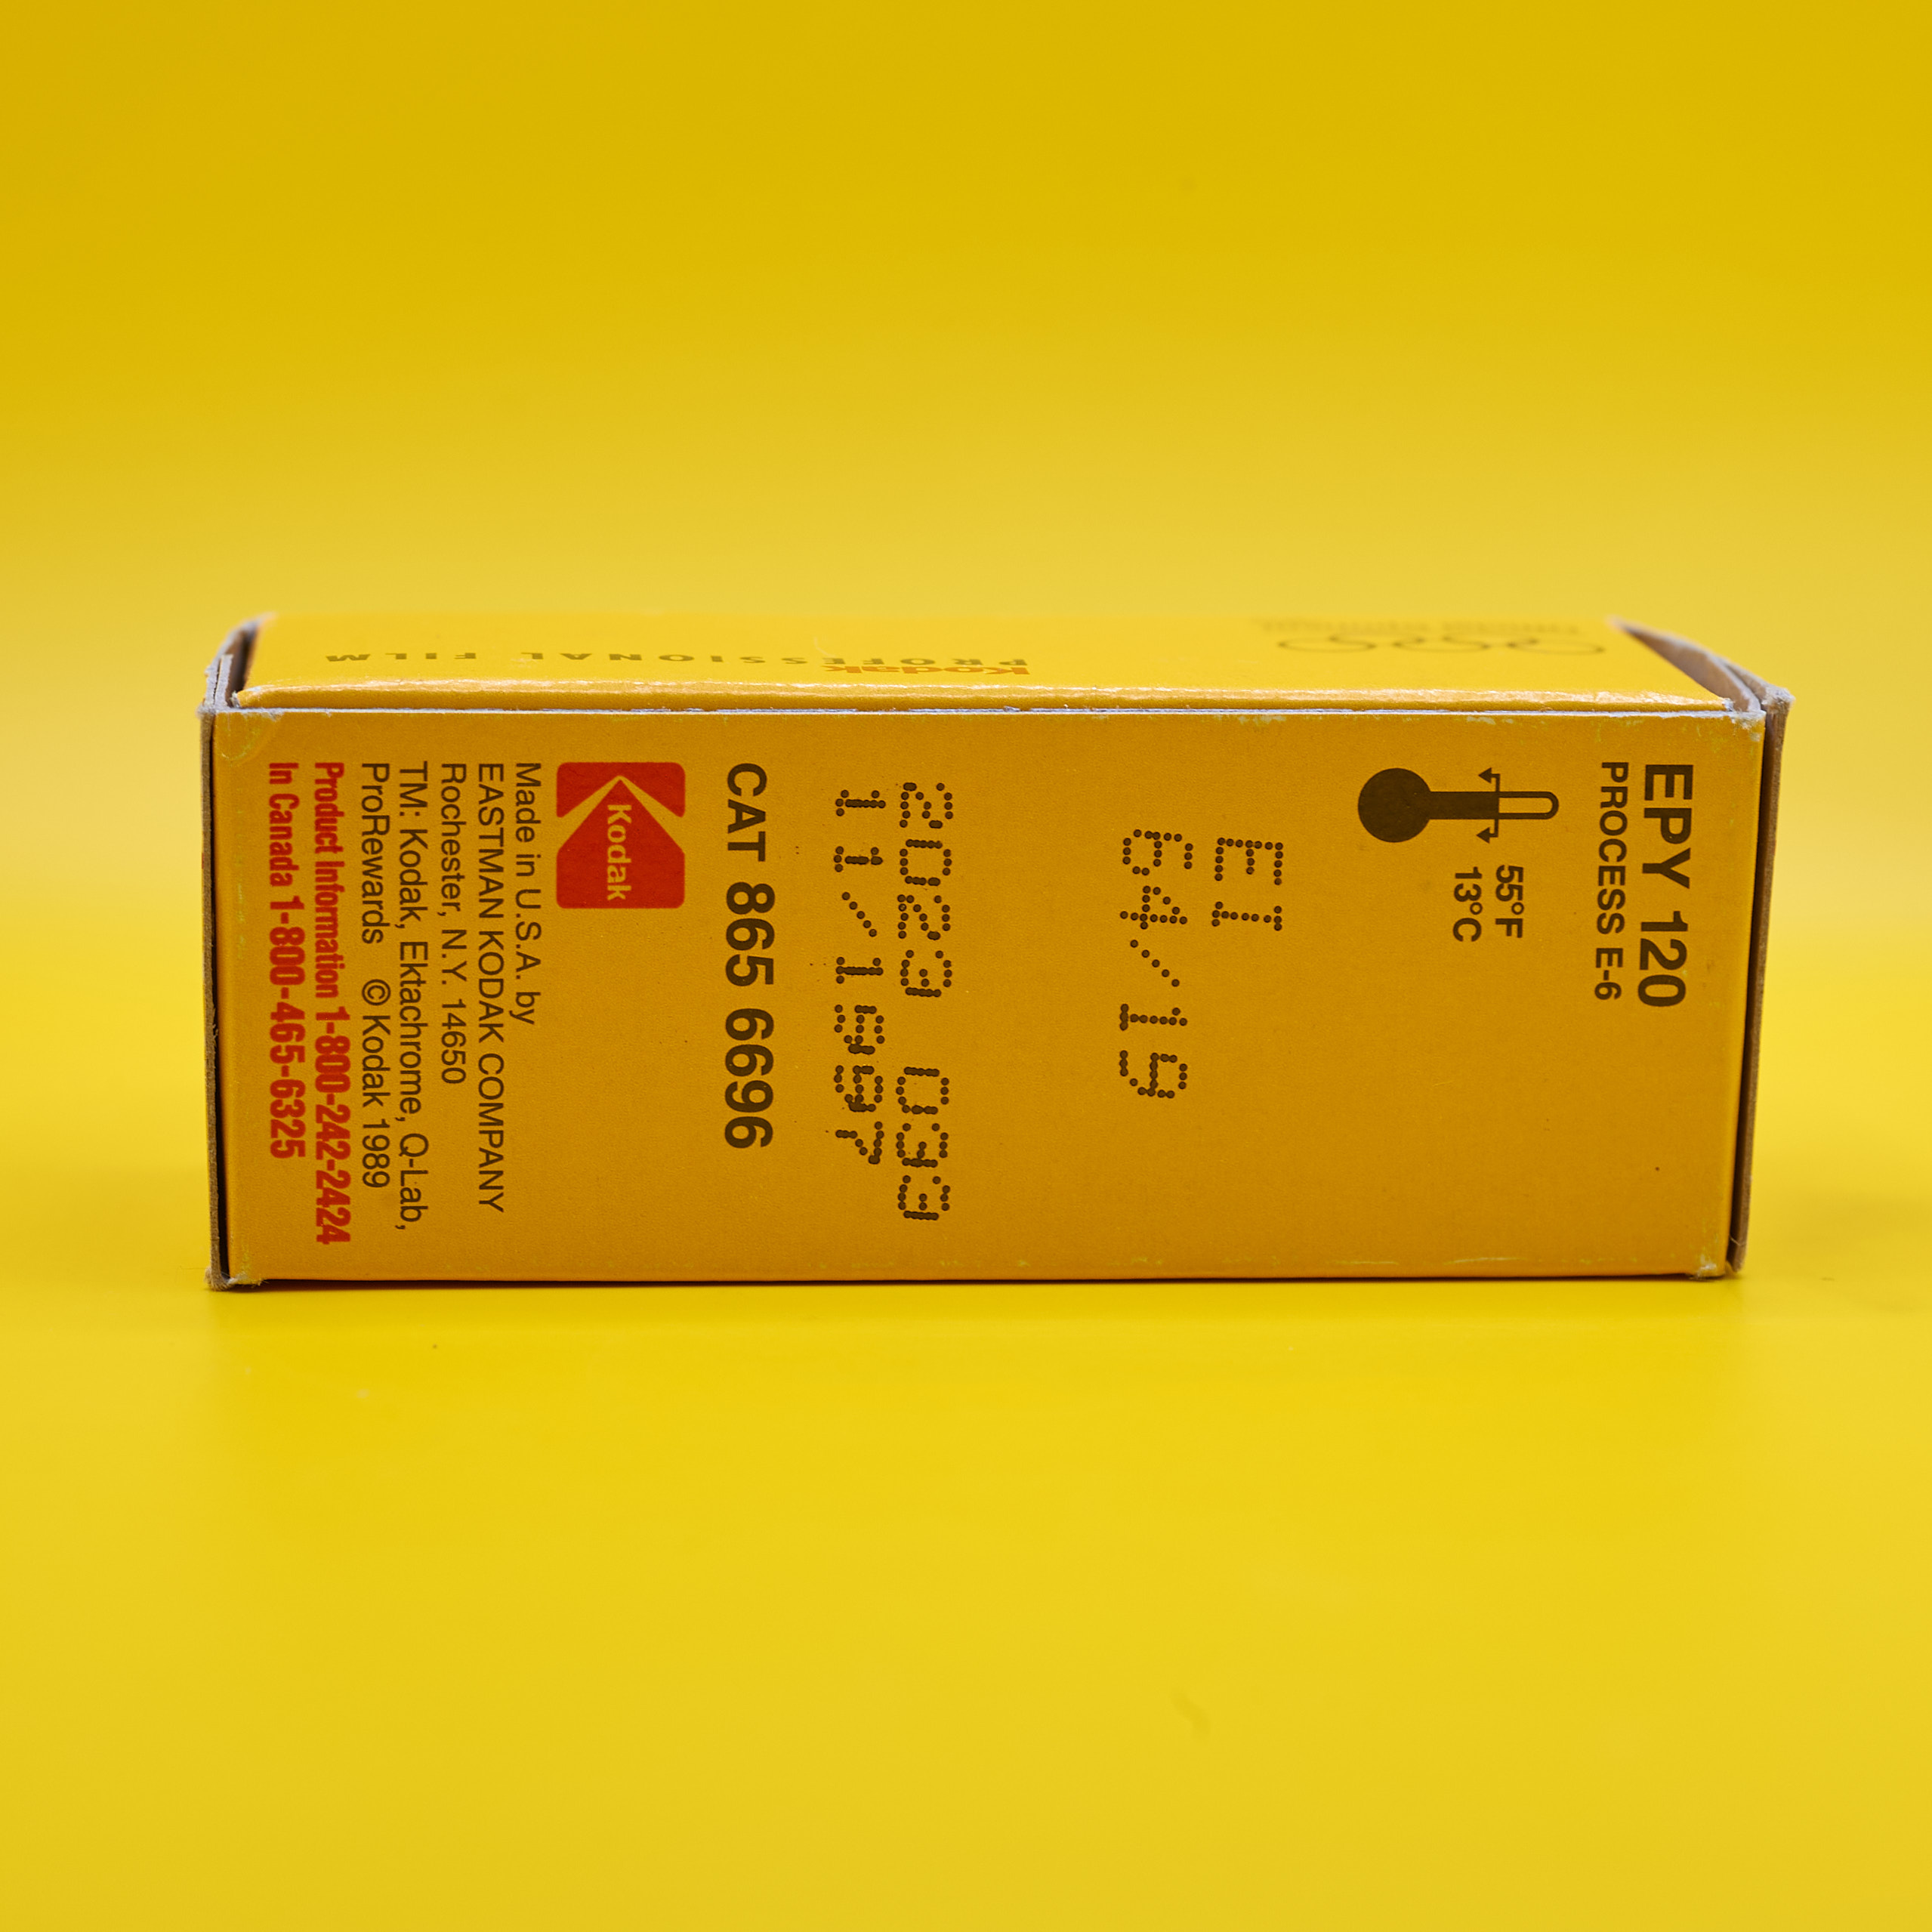 Kodak
PROFESSIONAL FILM
EPY 120
PROCESS E-6
55°F
13°C
EI
64/19
2023 033
11/1997
CAT 865 6696
Kodak
Made in U.S.A. by
EASTMAN KODAK COMPANY
Rochester, N.Y. 14650
TM: Kodak, Ektachrome, Q-Lab,
ProRewards © Kodak 1989
Product Information 1-800-242-2424
In Canada 1-800-465-6325